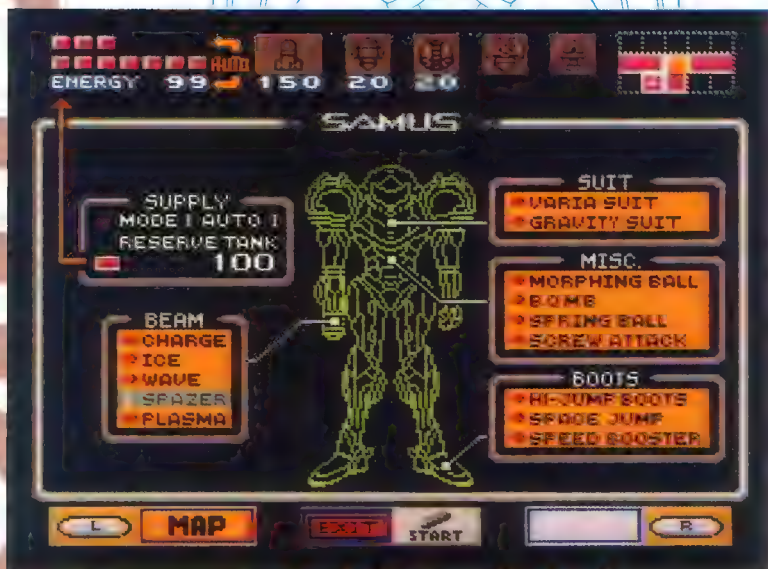 AUTO
ENERGY 99 150 20 20
SAMUS
SUPPLY
MODE [ AUTO ]
RESERVE TANK
100
BEAM
CHARGE
ICE
WAVE
SPAZER
PLASMA
SUIT
VARIA SUIT
GRAVITY SUIT
MISC.
MORPHING BALL
BOMB
SPRING BALL
SCREW ATTACK
BOOTS
HI-JUMP BOOTS
SPACE JUMP
SPEED BOOSTER
L MAP EXIT START R